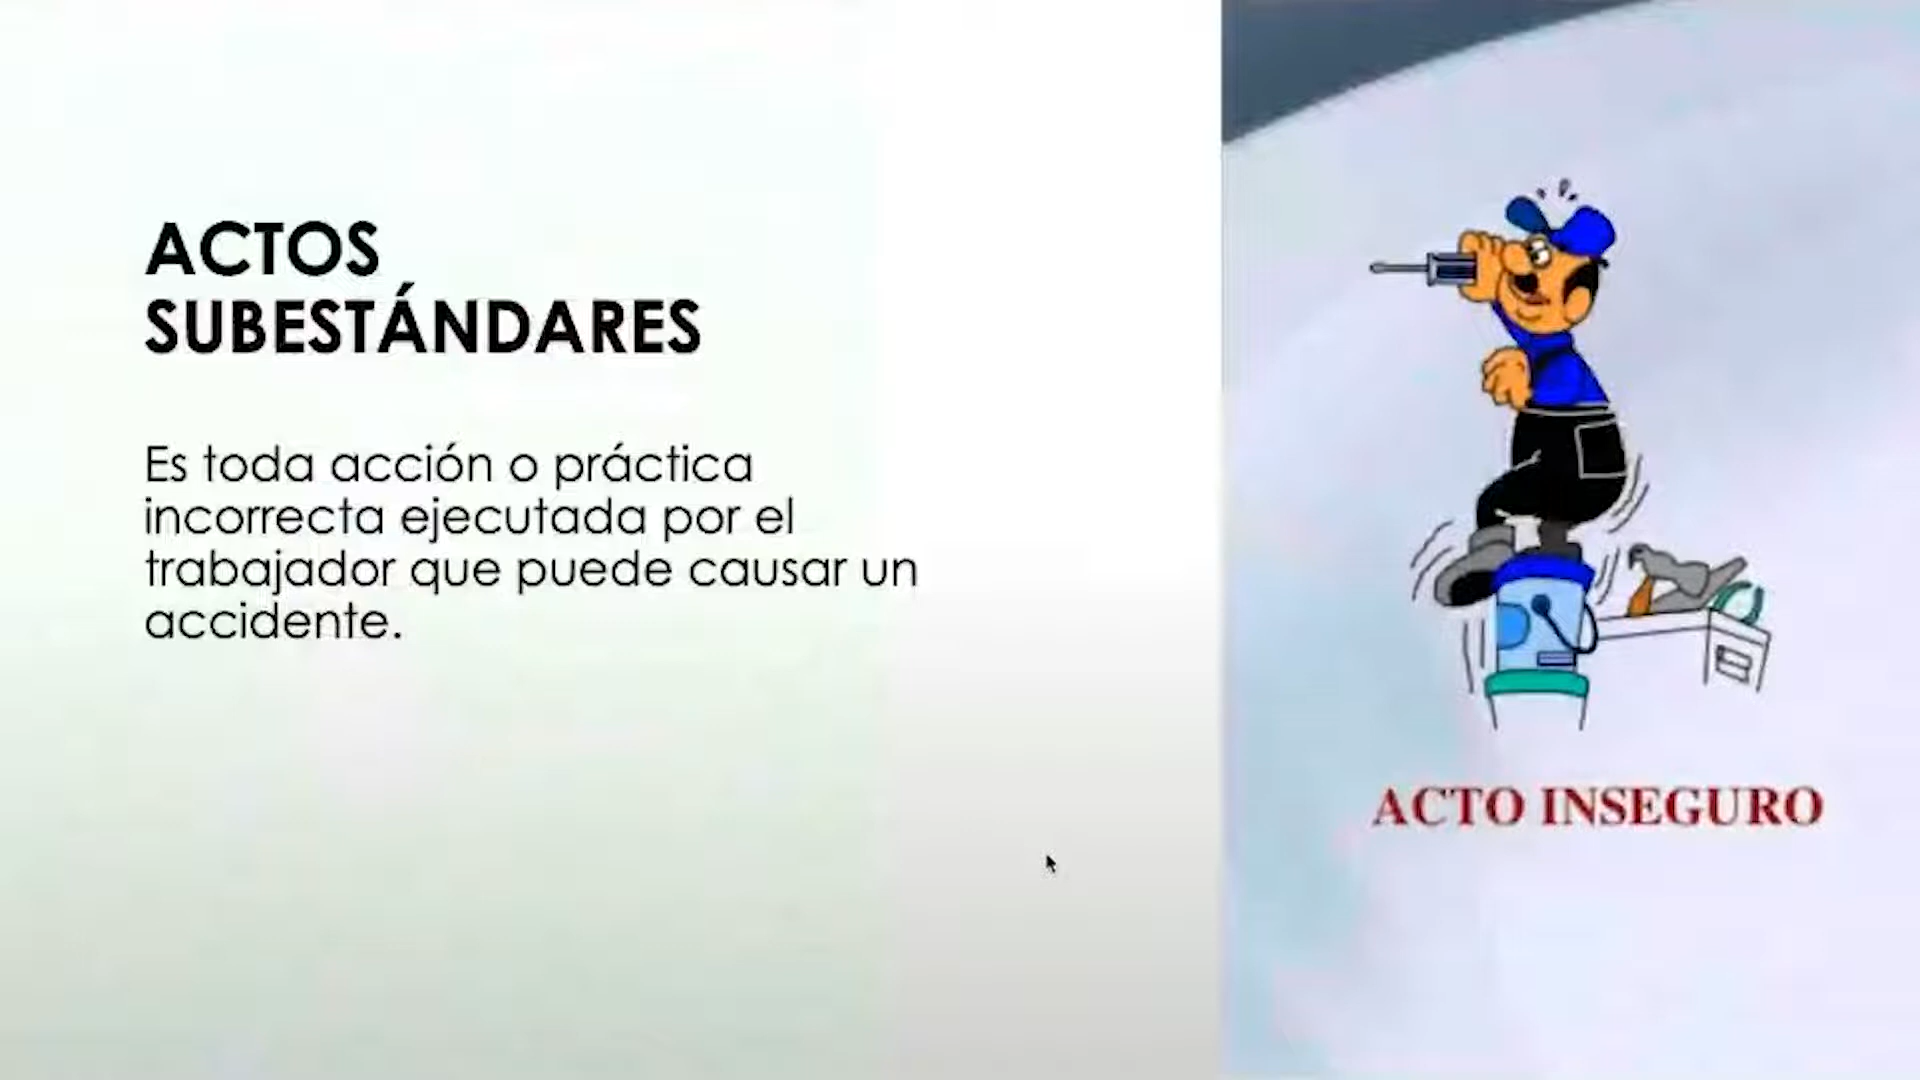 ACTOS
SUBESTÁNDARES
Es toda acción o práctica
incorrecta ejecutada por el
trabajador que puede causar un
accidente.
ACTO INSEGURO